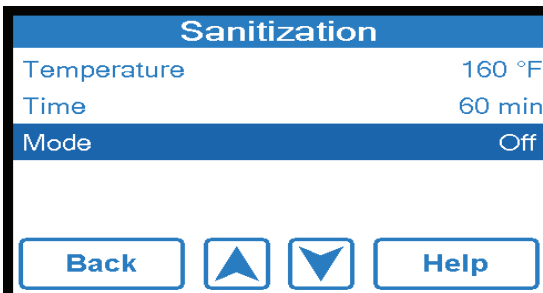 Sanitization
Temperature 160 °F
Time 60 min
Mode Off
Back Help